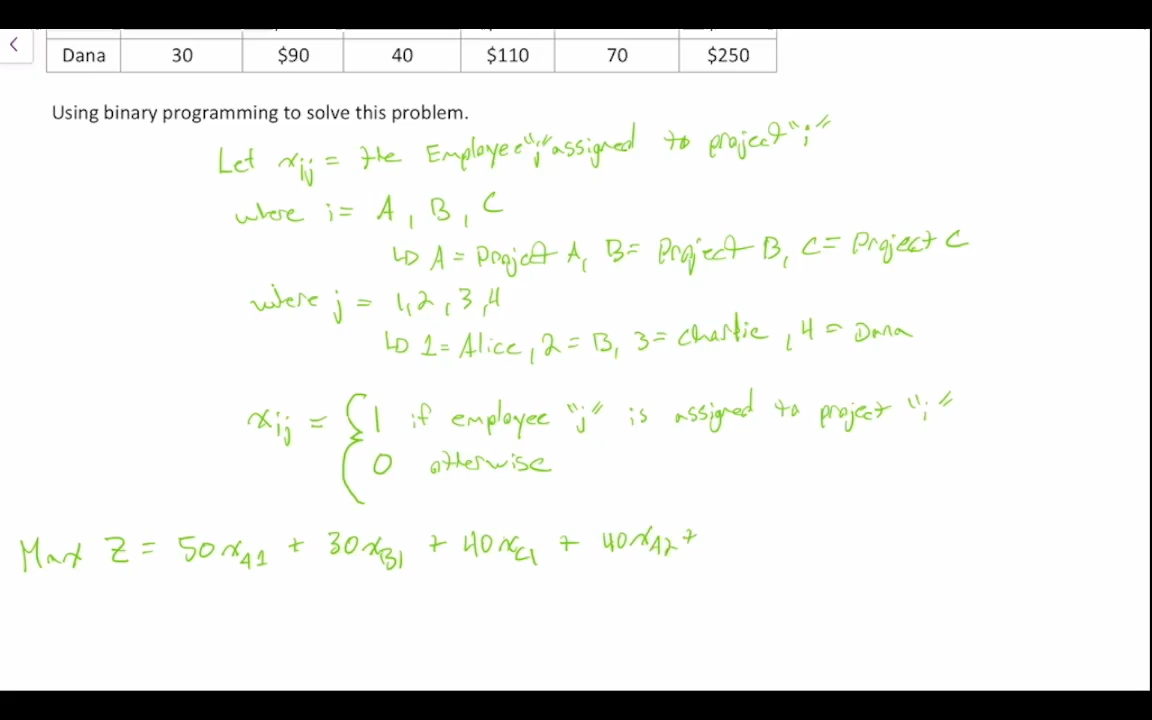 Dana 30 $90 40 $110 70 $250
Using binary programming to solve this problem.
Let xij = the Employee "j" assigned to project "i"
where i = A, B, C
↳ A = Project A, B = Project B, C = Project C
where j = 1, 2, 3, 4
↳ 1 = Alice, 2 = B, 3 = Charlie, 4 = Dana
xij = { 1 if employee "j" is assigned to project "i"
0 otherwise
Max Z = 50xA1 + 30xB1 + 40xC1 + 40xA2 +